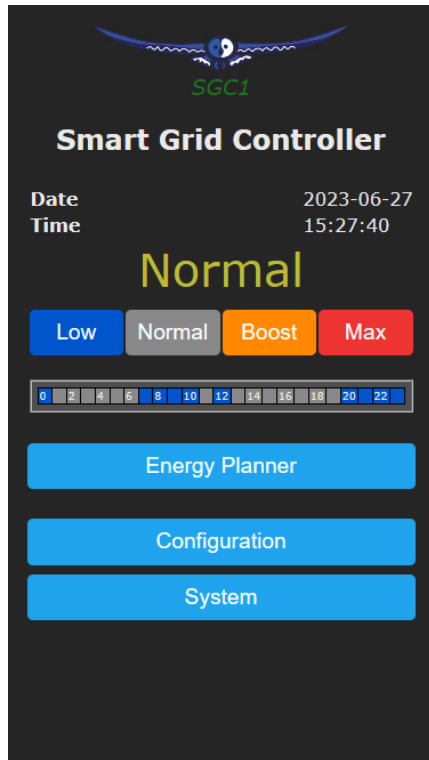 SGC1
Smart Grid Controller
Date 2023-06-27
Time 15:27:40
Normal
Low Normal Boost Max
0 2 4 6 8 10 12 14 16 18 20 22
Energy Planner
Configuration
System